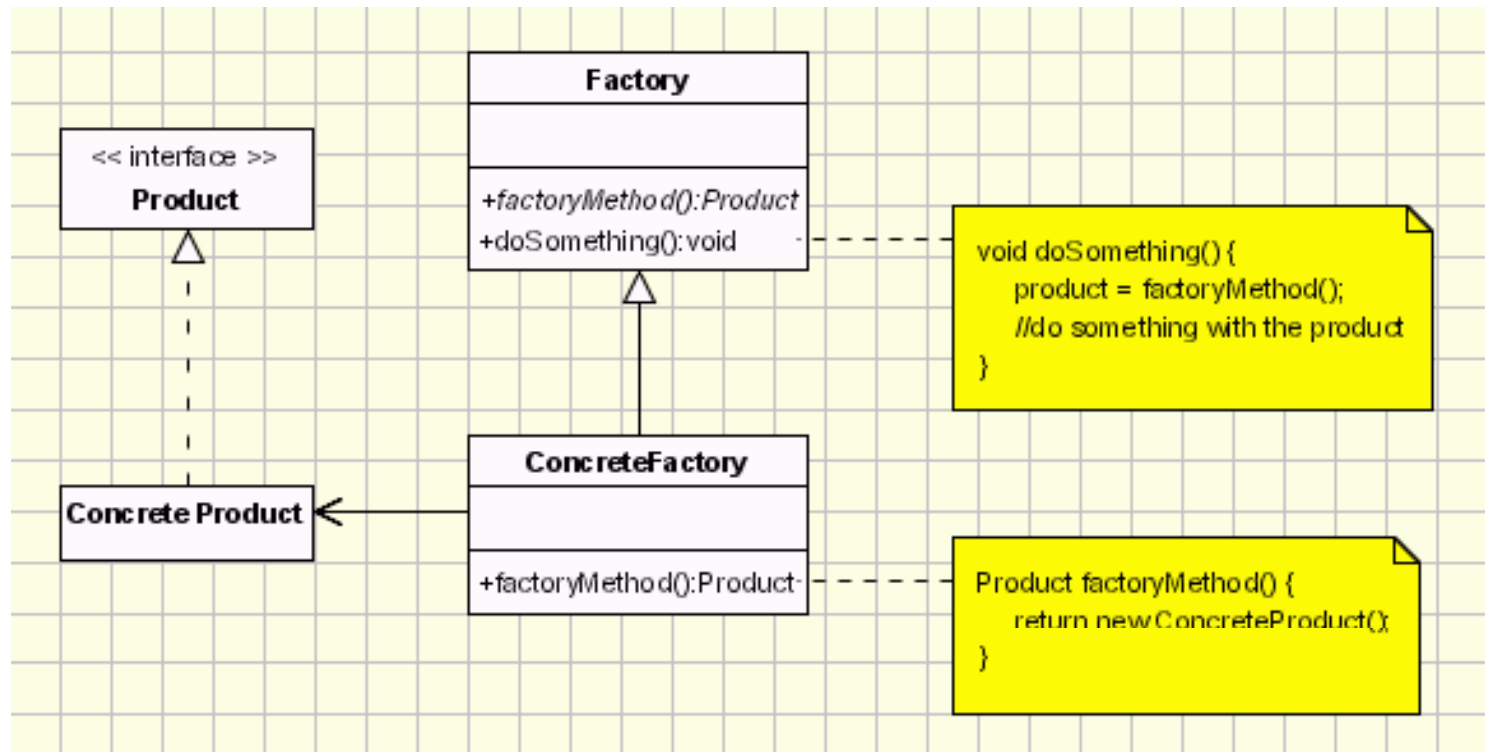 Factory
+factoryMethod():Product
+doSomething():void
<< interface >>
Product
void doSomething() {
product = factoryMethod();
//do something with the product
}
ConcreteFactory
+factoryMethod():Product
Concrete Product
Product factoryMethod() {
return new ConcreteProduct();
}